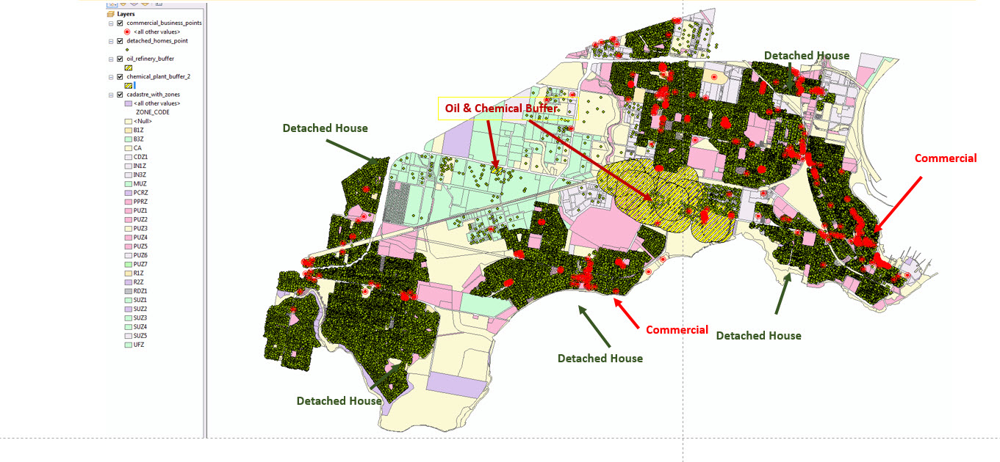 Layers
commercial_business_points
<all other values>
detached_homes_point
oil_refinery_buffer
chemical_plant_buffer_2
cadastre_with_zones
<all other values>
ZONE_CODE
<Null>
B1Z
B3Z
CA
CDZ1
IN1Z
IN3Z
MUZ
PCRZ
PPRZ
PUZ1
PUZ2
PUZ3
PUZ4
PUZ5
PUZ6
PUZ7
R1Z
R2Z
RDZ1
SUZ1
SUZ2
SUZ3
SUZ4
SUZ5
UFZ
Detached House
Oil & Chemical Buffer
Detached House
Commercial
Commercial
Detached House
Detached House
Detached House